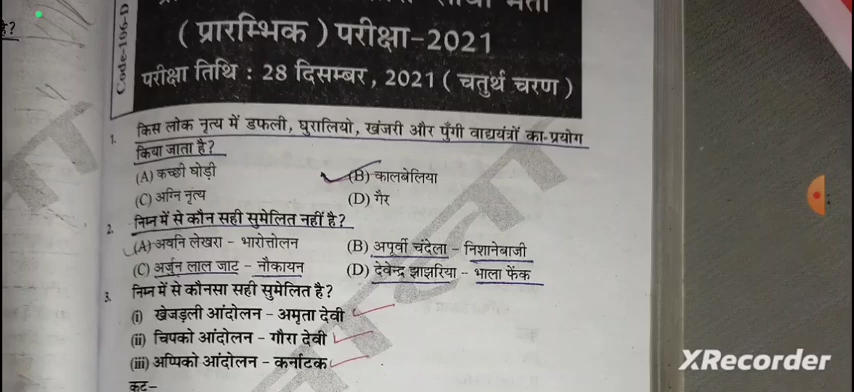 है?
Code-106-D
( प्रारम्भिक ) परीक्षा-2021
परीक्षा तिथि : 28 दिसम्बर, 2021 ( चतुर्थ चरण )
1. किस लोक नृत्य में डफली, घुरालियो, खंजरी और पुँगी वाद्ययंत्रों का प्रयोग
किया जाता है?
(A) कच्छी घोड़ी (B) कालबेलिया
(C) अग्नि नृत्य (D) गैर
2. निम्न में से कौन सही सुमेलित नहीं है?
(A) अवनि लेखरा - भारोत्तोलन (B) अपूर्वी चंदेला - निशानेबाजी
(C) अर्जुन लाल जाट - नौकायन (D) देवेन्द्र झाझरिया - भाला फेंक
3. निम्न में से कौनसा सही सुमेलित है?
(i) खेजड़ली आंदोलन - अमृता देवी
(ii) चिपको आंदोलन - गौरा देवी
(iii) अप्पिको आंदोलन - कर्नाटक
कूट-
XRecorder